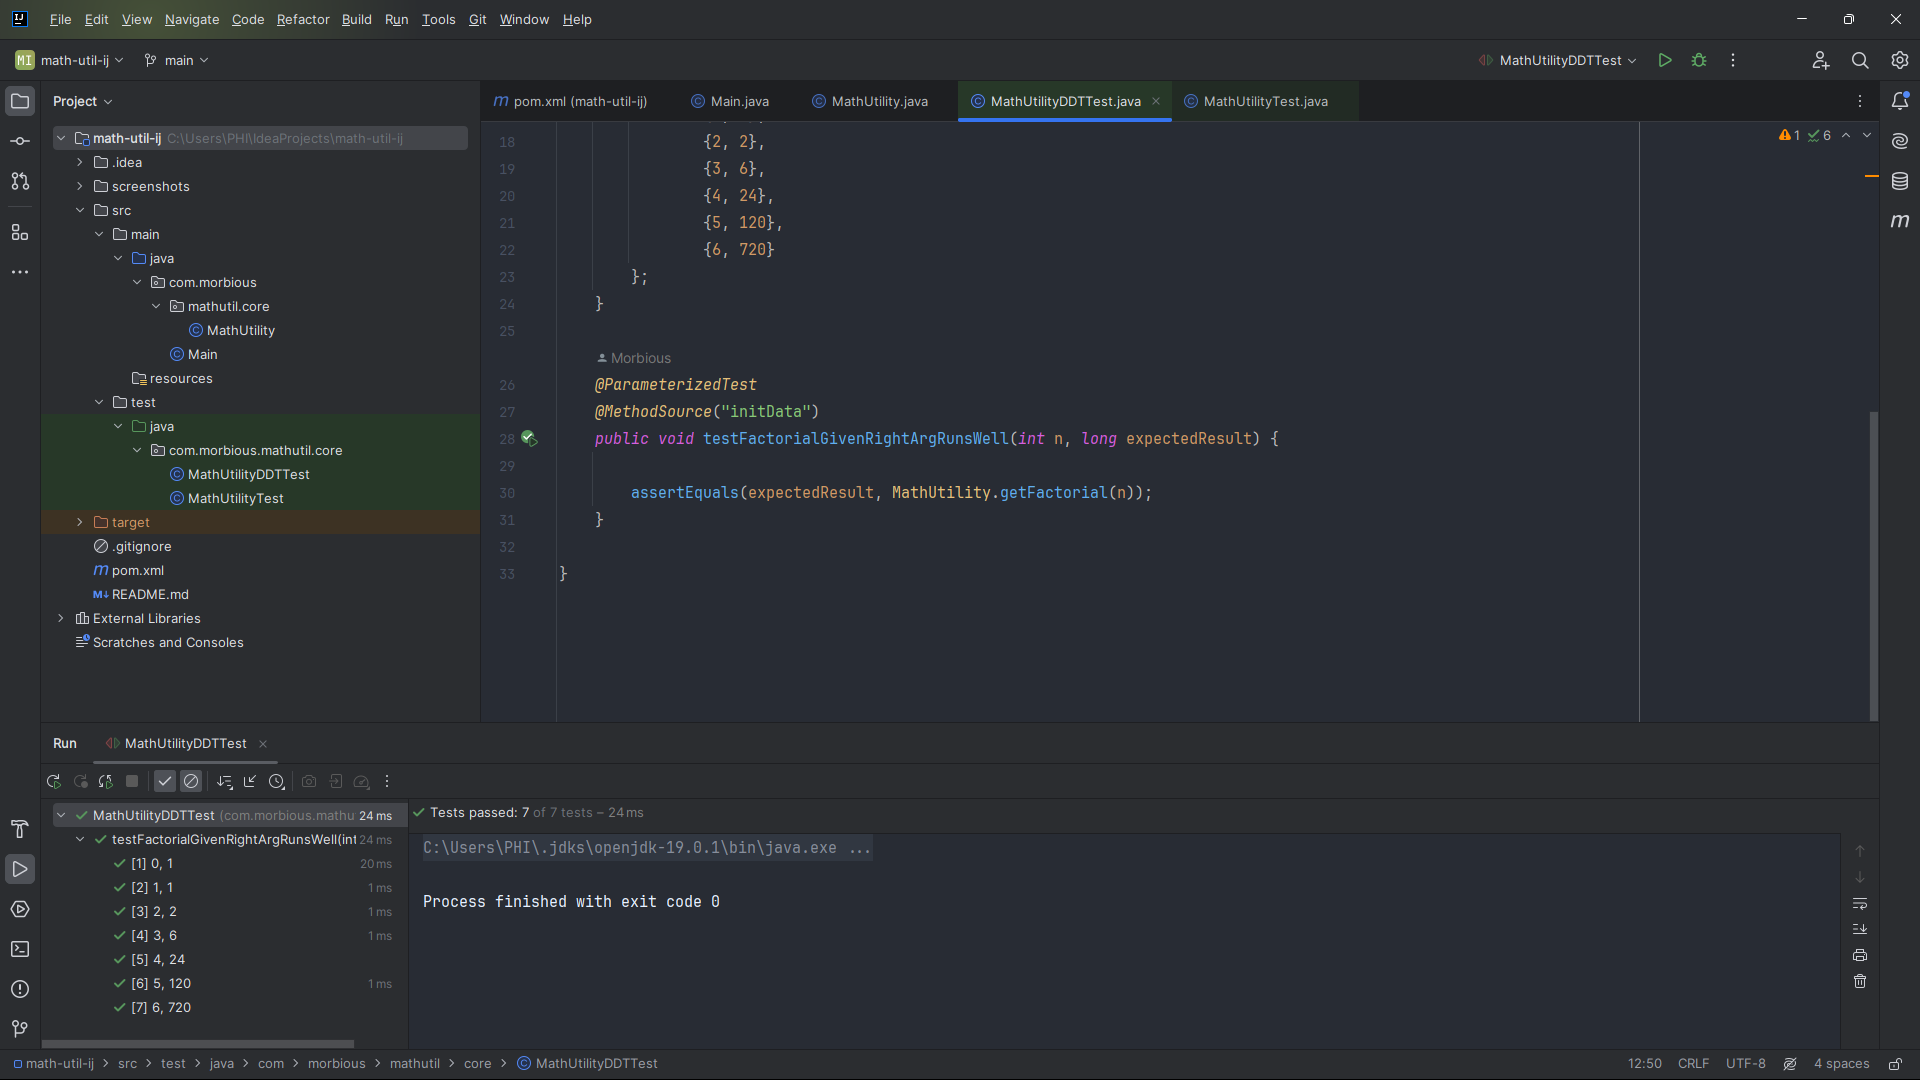 File Edit View Navigate Code Refactor Build Run Tools Git Window Help
MI math-util-ij main MathUtilityDDTTest
Project
pom.xml (math-util-ij) Main.java MathUtility.java MathUtilityDDTTest.java MathUtilityTest.java
math-util-ij C:\Users\PHI\IdeaProjects\math-util-ij
.idea
screenshots
src
main
java
com.morbious
mathutil.core
MathUtility
Main
resources
test
java
com.morbious.mathutil.core
MathUtilityDDTTest
MathUtilityTest
target
.gitignore
pom.xml
README.md
External Libraries
Scratches and Consoles
1 6
18 {2, 2},
19 {3, 6},
20 {4, 24},
21 {5, 120},
22 {6, 720}
23 };
24 }
25
Morbious
26 @ParameterizedTest
27 @MethodSource("initData")
28 public void testFactorialGivenRightArgRunsWell(int n, long expectedResult) {
29
30 assertEquals(expectedResult, MathUtility.getFactorial(n));
31 }
32
33 }
Run MathUtilityDDTTest
MathUtilityDDTTest (com.morbious.mathu 24 ms
testFactorialGivenRightArgRunsWell(int 24 ms
[1] 0, 1 20 ms
[2] 1, 1 1 ms
[3] 2, 2 1 ms
[4] 3, 6 1 ms
[5] 4, 24
[6] 5, 120 1 ms
[7] 6, 720
Tests passed: 7 of 7 tests – 24 ms
C:\Users\PHI\.jdks\openjdk-19.0.1\bin\java.exe ...
Process finished with exit code 0
math-util-ij > src > test > java > com > morbious > mathutil > core > MathUtilityDDTTest
12:50 CRLF UTF-8 4 spaces